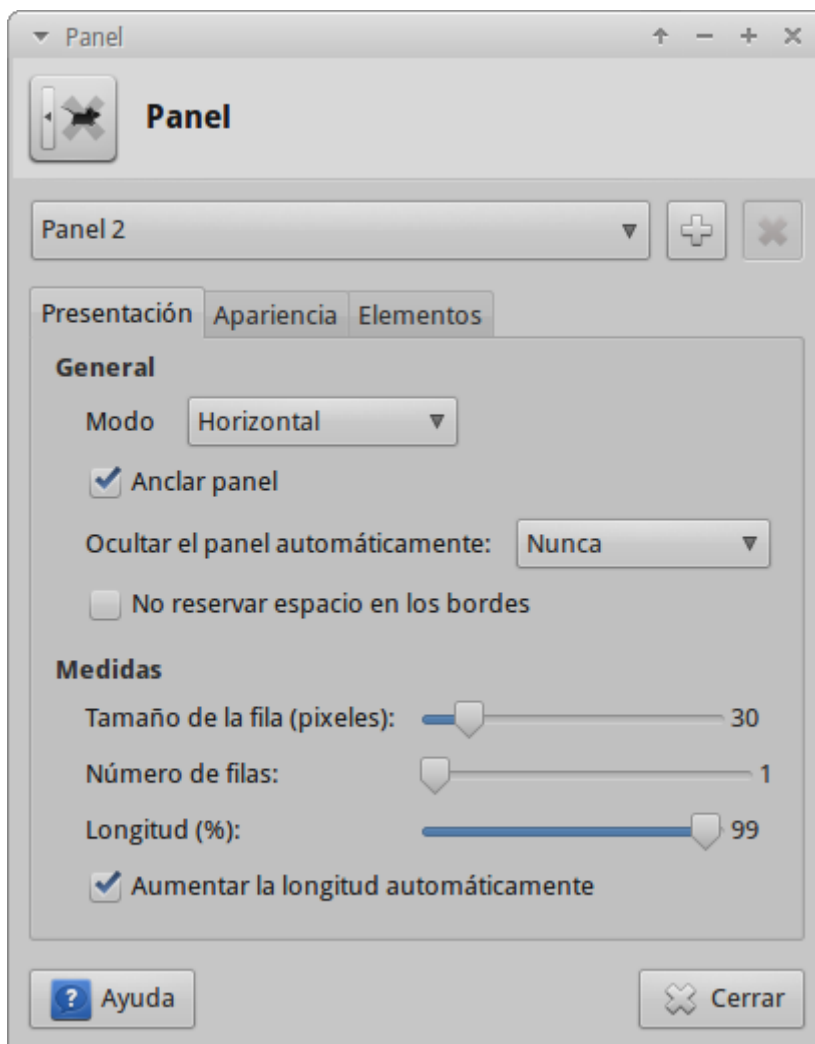 Panel
Panel
Panel 2
Presentación Apariencia Elementos
General
Modo Horizontal
Anclar panel
Ocultar el panel automáticamente: Nunca
No reservar espacio en los bordes
Medidas
Tamaño de la fila (pixeles): 30
Número de filas: 1
Longitud (%): 99
Aumentar la longitud automáticamente
Ayuda Cerrar